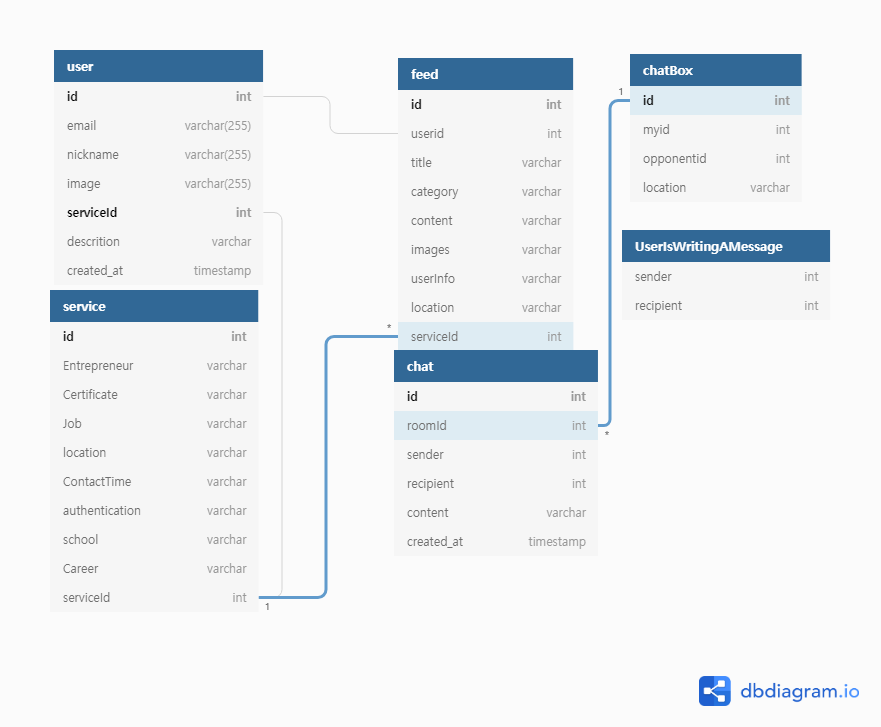 user
id int
email varchar(255)
nickname varchar(255)
image varchar(255)
serviceId int
descrition varchar
created_at timestamp
service
id int
Entrepreneur varchar
Certificate varchar
Job varchar
location varchar
ContactTime varchar
authentication varchar
school varchar
Career varchar
serviceId int
1
feed
id int
userid int
title varchar
category varchar
content varchar
images varchar
userInfo varchar
location varchar
* serviceId int
chat
id int
roomId int
*
sender int
recipient int
content varchar
created_at timestamp
chatBox
1 id int
myid int
opponentid int
location varchar
UserIsWritingAMessage
sender int
recipient int
dbdiagram.io